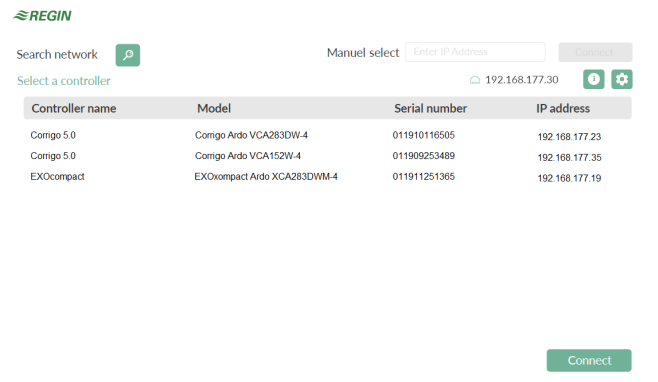 REGIN
Search network
Manuel select Enter IP Address Connect
Select a controller
192.168.177.30
Controller name Model Serial number IP address
Corrigo 5.0 Corrigo Ardo VCA283DW-4 011910116505 192.168.177.23
Corrigo 5.0 Corrigo Ardo VCA152W-4 011909253489 192.168.177.35
EXOcompact EXOxompact Ardo XCA283DWM-4 011911251365 192.168.177.19
Connect